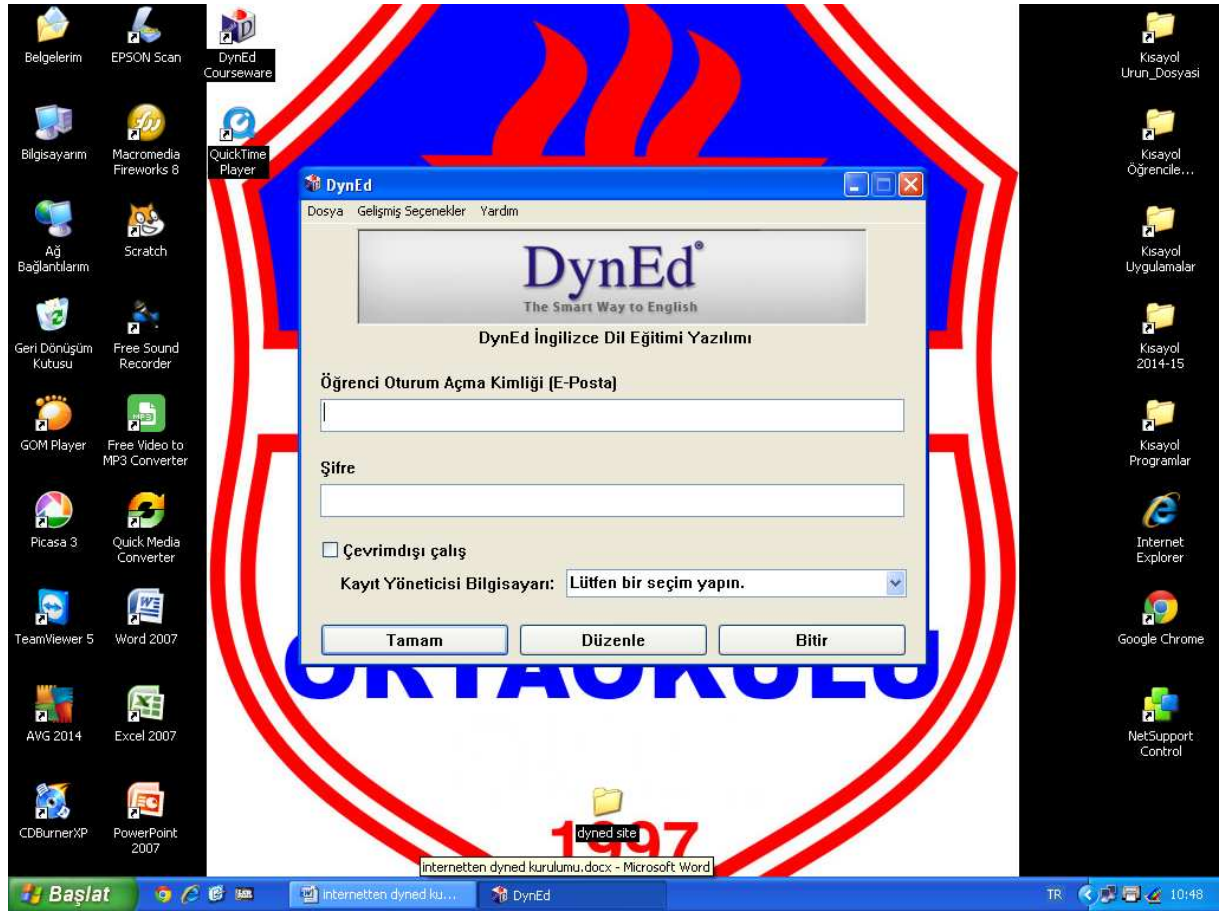 Belgelerim
EPSON Scan
DynEd
Courseware
Bilgisayarım
Macromedia
Fireworks 8
QuickTime
Player
Ağ
Bağlantılarım
Scratch
Geri Dönüşüm
Kutusu
Free Sound
Recorder
GOM Player
Free Video to
MP3 Converter
Picasa 3
Quick Media
Converter
TeamViewer 5
Word 2007
AVG 2014
Excel 2007
CDBurnerXP
PowerPoint
2007
DynEd
Dosya Gelişmiş Seçenekler Yardım
DynEd®
The Smart Way to English
DynEd İngilizce Dil Eğitimi Yazılımı
Öğrenci Oturum Açma Kimliği (E-Posta)
Şifre
Çevrimdışı çalış
Kayıt Yöneticisi Bilgisayarı: Lütfen bir seçim yapın.
Tamam Düzenle Bitir
ORTAOKULU
dyned site
1997
internetten dyned kurulumu.docx - Microsoft Word
Kısayol
Urun_Dosyasi
Kısayol
Öğrencile...
Kısayol
Uygulamalar
Kısayol
2014-15
Kısayol
Programlar
Internet
Explorer
Google Chrome
NetSupport
Control
Başlat
internetten dyned ku...
DynEd
TR
10:48